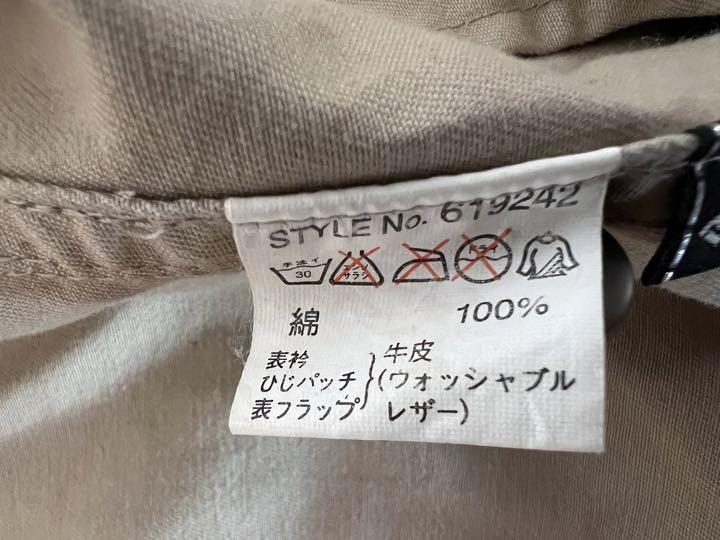 STYLE No. 619242
手洗イ 30 エンソサラシ ドライ
綿 100%
表衿
ひじパッチ
表フラップ
牛皮
(ウォッシャブル
レザー)